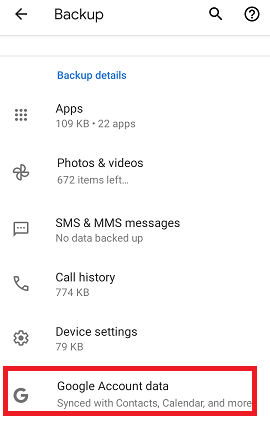 Backup
Backup details
Apps
109 KB • 22 apps
Photos & videos
672 items left...
SMS & MMS messages
No data backed up
Call history
774 KB
Device settings
79 KB
Google Account data
Synced with Contacts, Calendar, and more